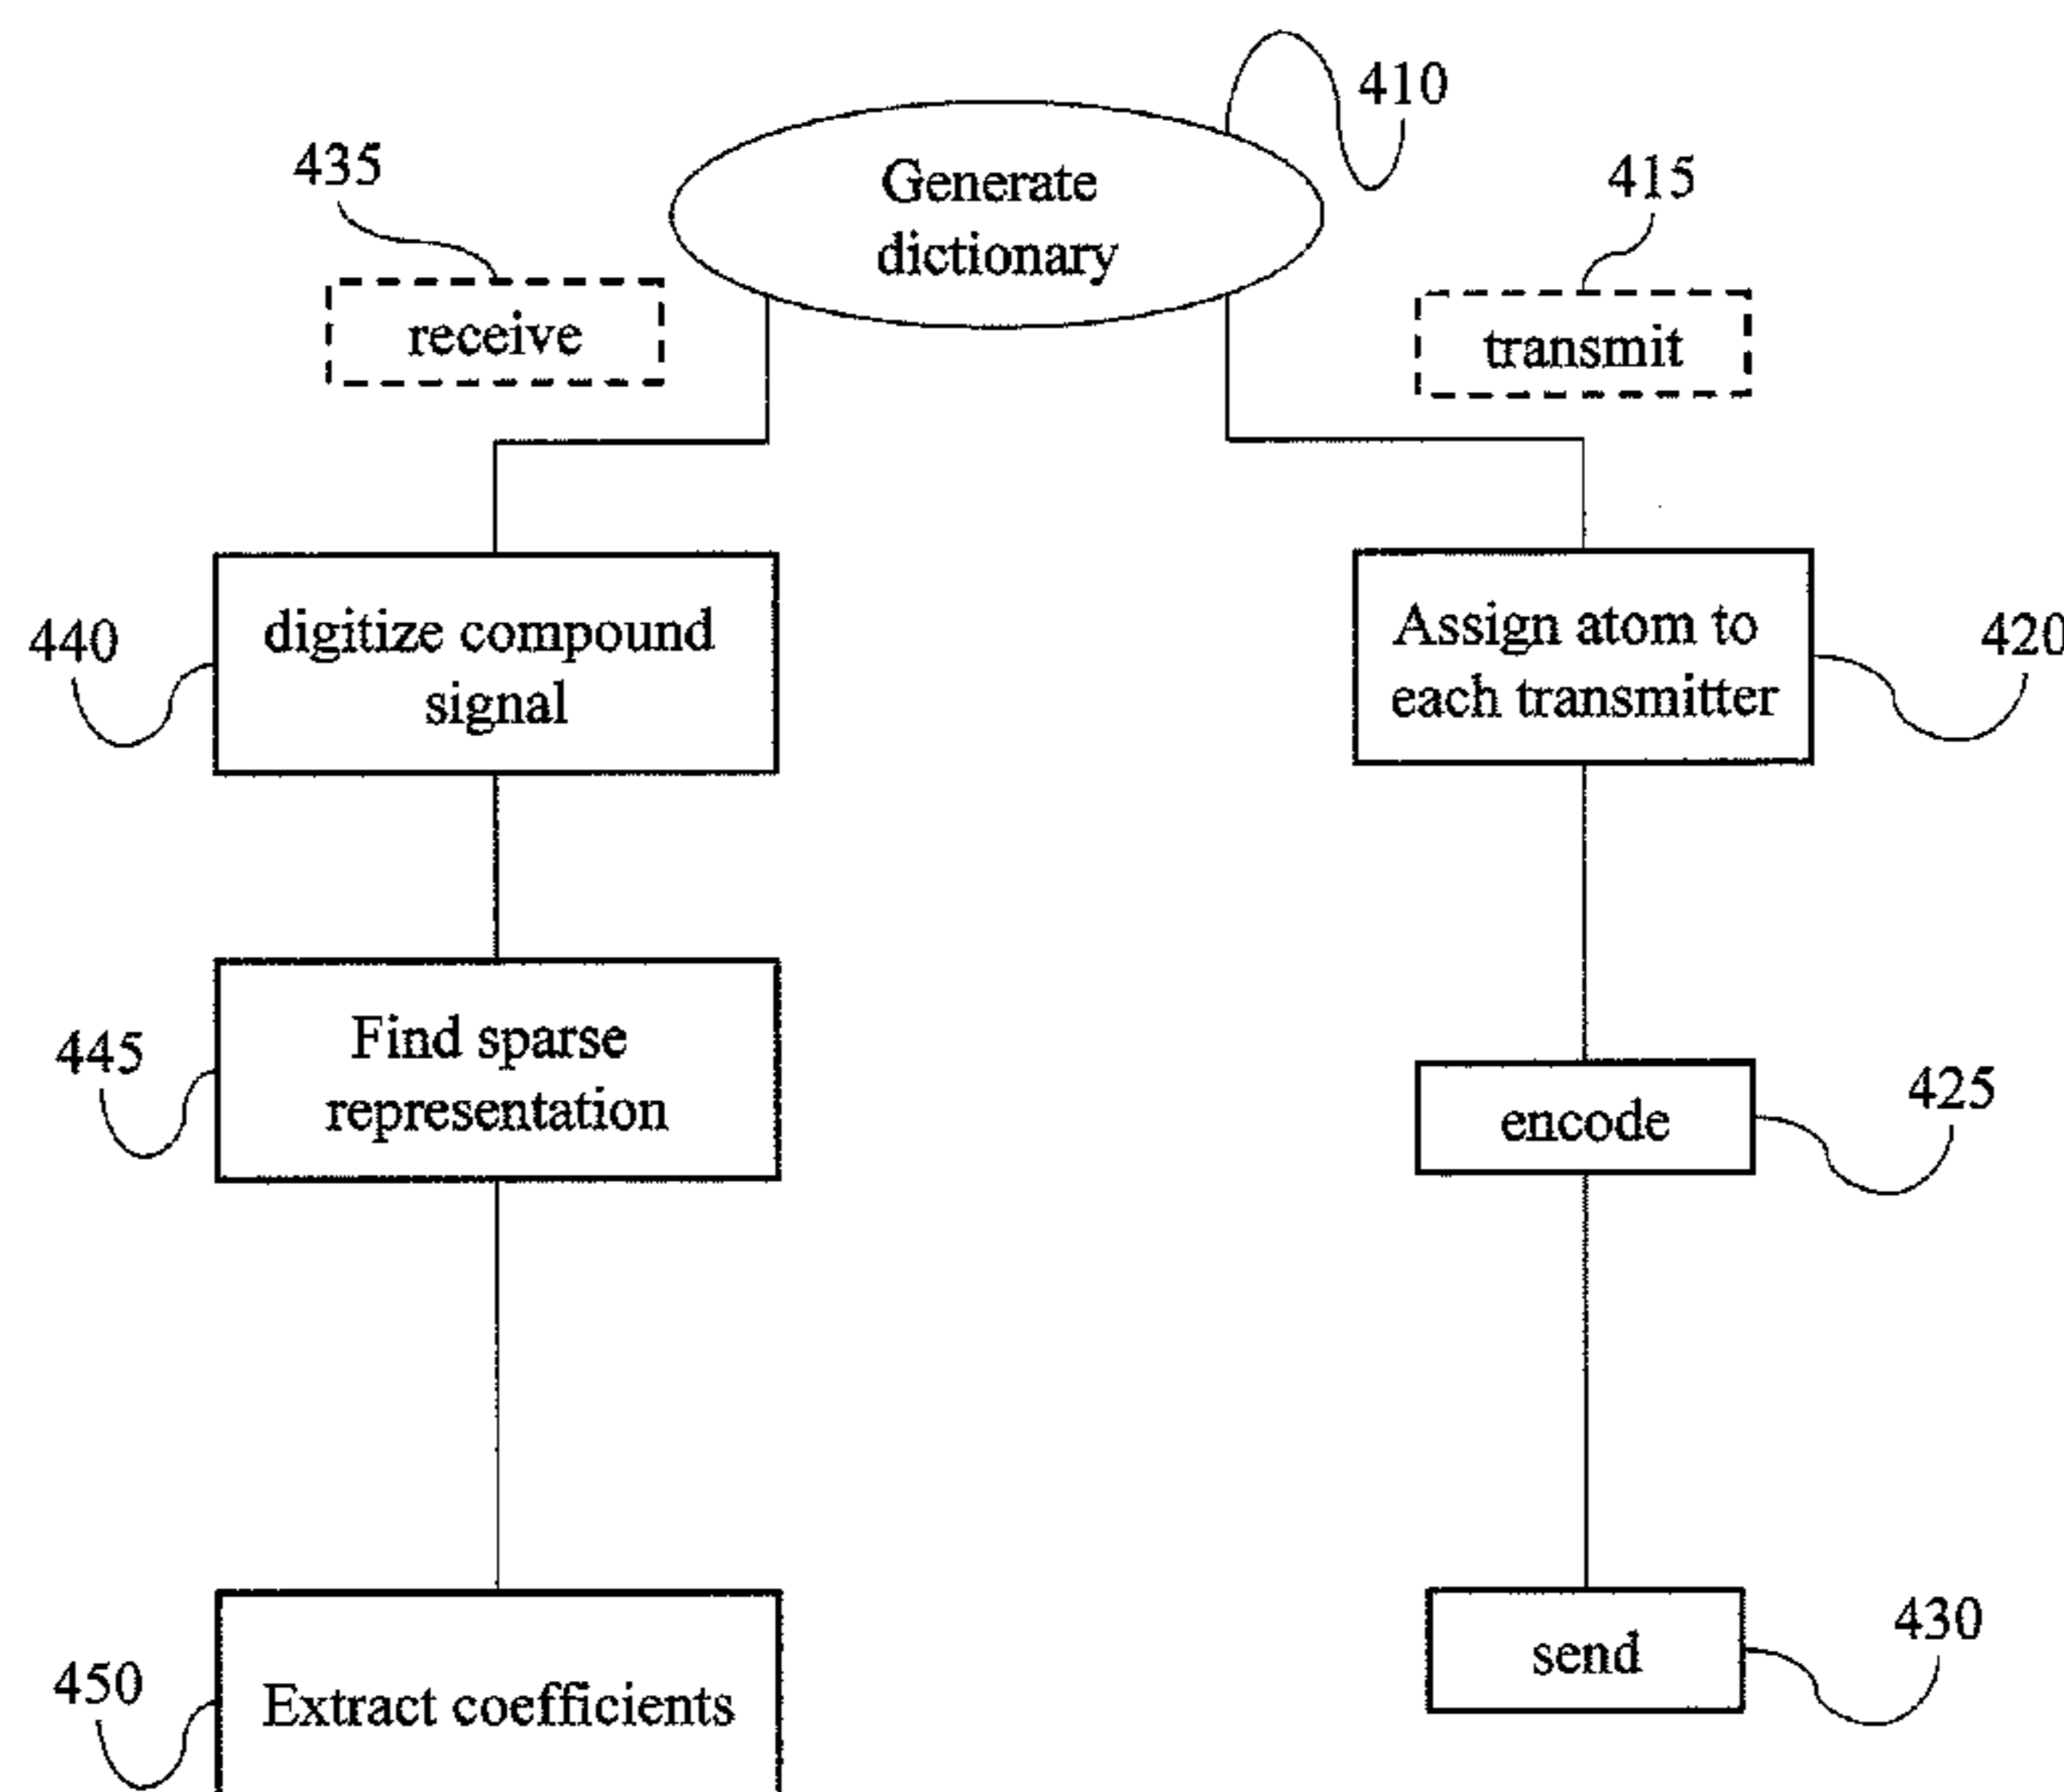 410
435
Generate
dictionary
415
receive
transmit
440
digitize compound
signal
Assign atom to
each transmitter
420
445
Find sparse
representation
encode
425
450
Extract coefficients
send
430